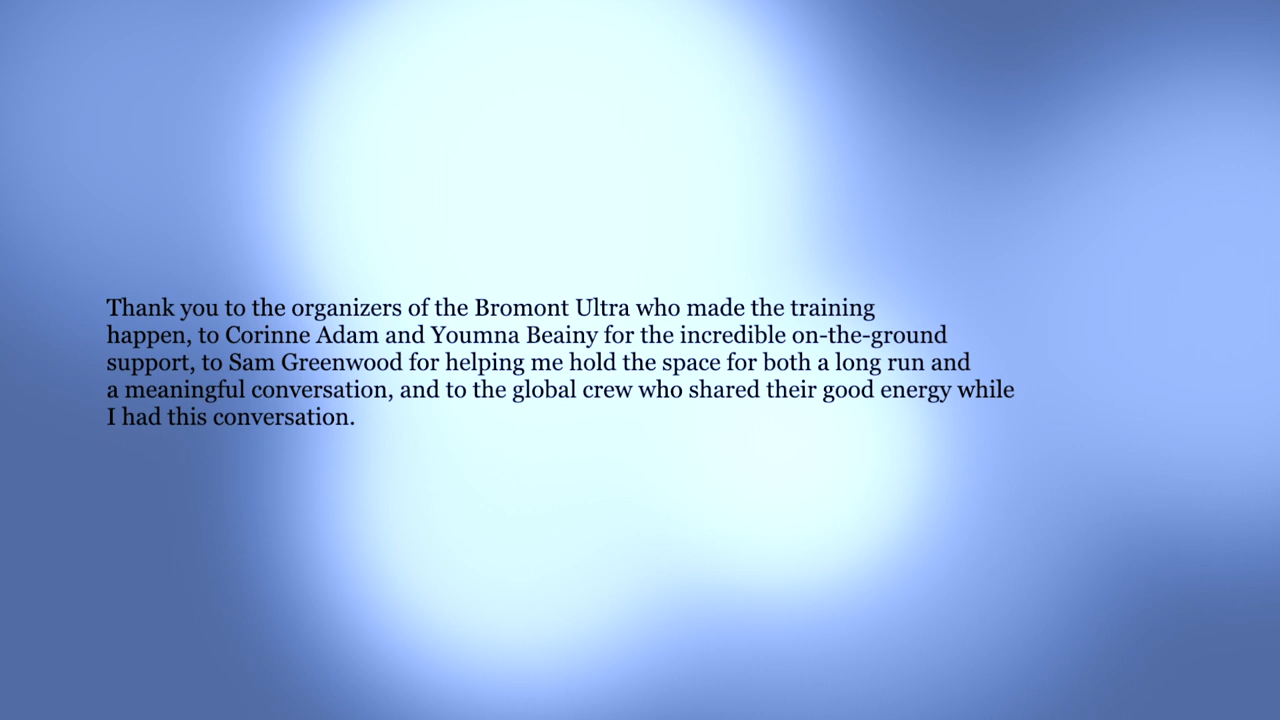 Thank you to the organizers of the Bromont Ultra who made the training
happen, to Corinne Adam and Youmna Beainy for the incredible on-the-ground
support, to Sam Greenwood for helping me hold the space for both a long run and
a meaningful conversation, and to the global crew who shared their good energy while
I had this conversation.